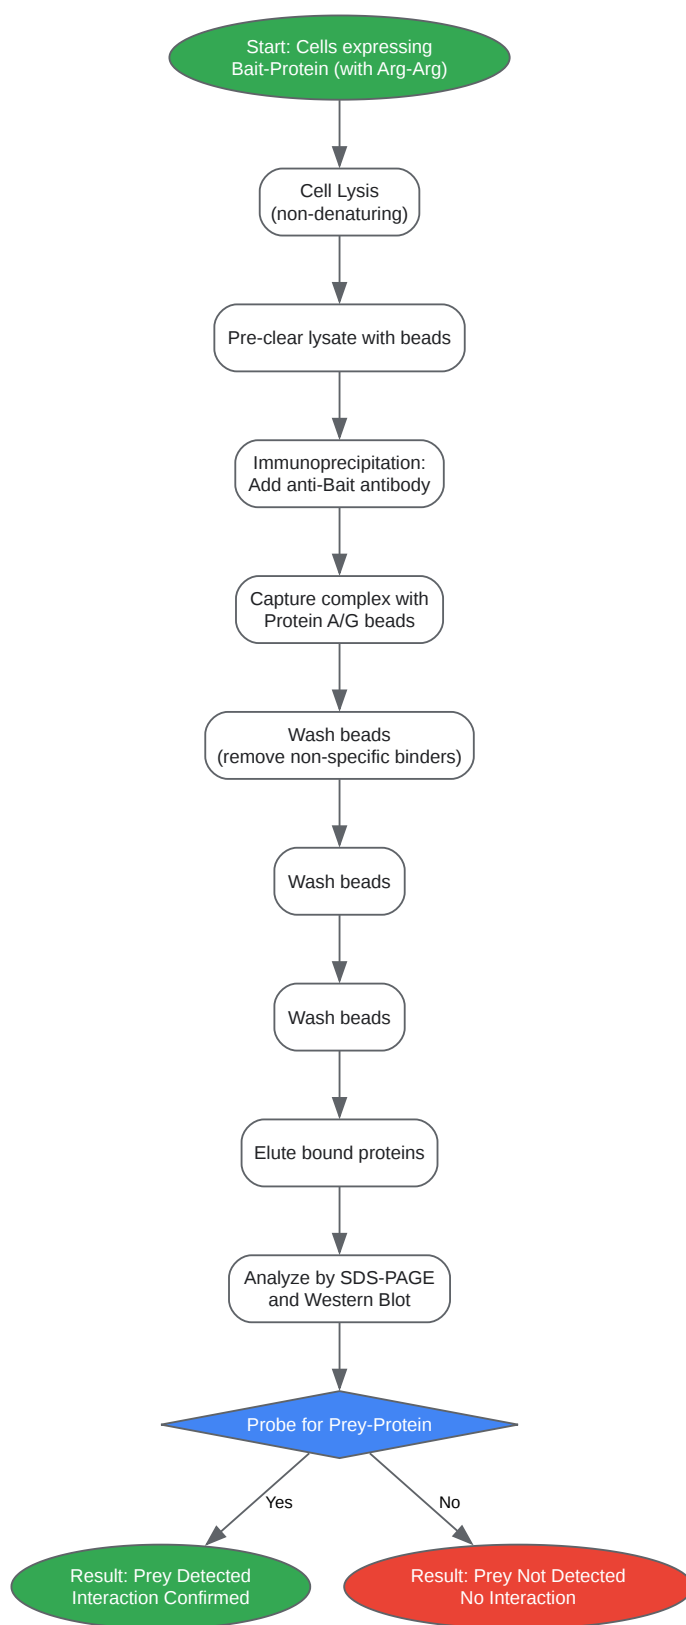 Start: Cells expressing
Bait-Protein (with Arg-Arg)
Cell Lysis
(non-denaturing)
Pre-clear lysate with beads
Immunoprecipitation:
Add anti-Bait antibody
Capture complex with
Protein A/G beads
Wash beads
(remove non-specific binders)
Wash beads
Wash beads
Elute bound proteins
Analyze by SDS-PAGE
and Western Blot
Probe for Prey-Protein
Yes
No
Result: Prey Detected
Interaction Confirmed
Result: Prey Not Detected
No Interaction